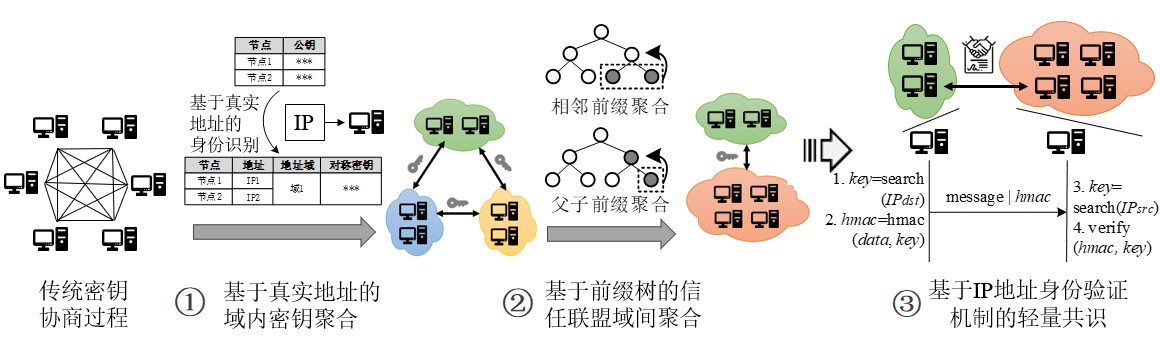 节点 公钥
节点1 ***
节点2 ***
基于真实
地址的
身份识别
IP
节点 地址 地址域 对称密钥
节点1 IP1 域1 ***
节点2 IP2
相邻前缀聚合
父子前缀聚合
1. key=search
(IPdst)
2. hmac=hmac
(data, key)
message | hmac
3. key=
search(IPsrc)
4. verify
(hmac, key)
传统密钥
协商过程
① 基于真实地址的
域内密钥聚合
② 基于前缀树的信
任联盟域间聚合
③ 基于IP地址身份验证
机制的轻量共识